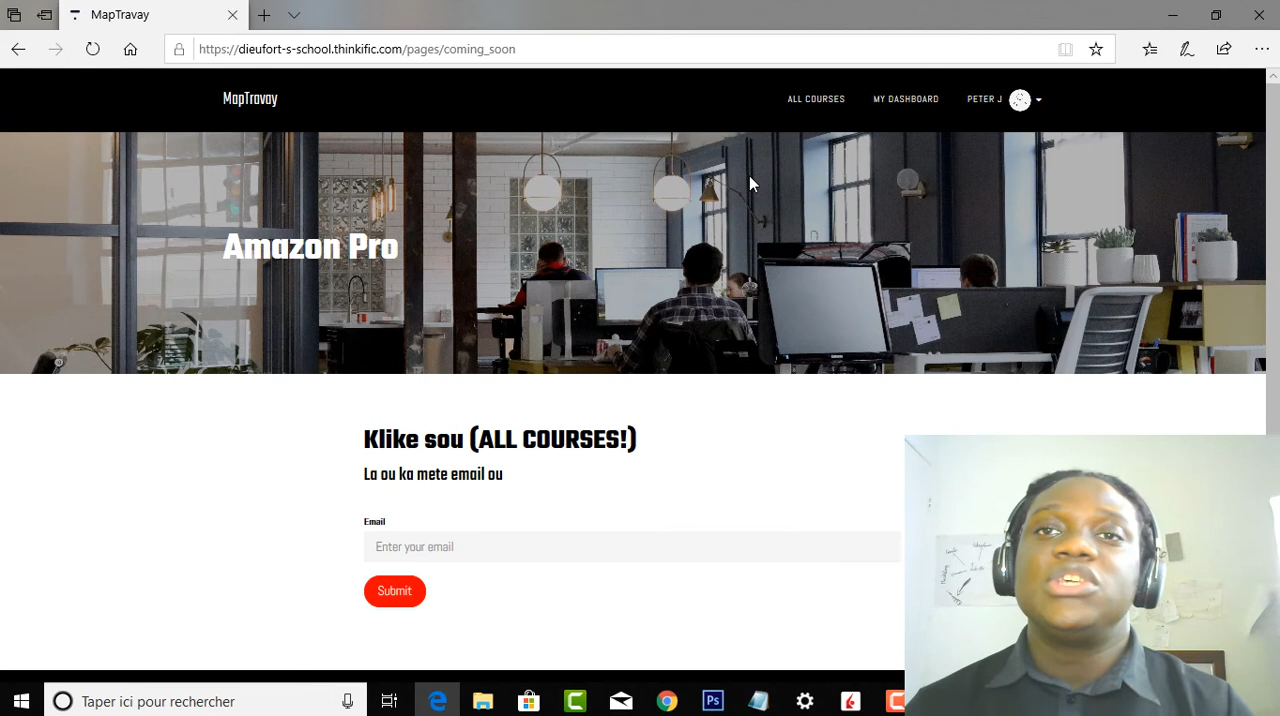 MapTravay
https://dieufort-s-school.thinkific.com/pages/coming_soon
MapTravay
ALL COURSES
MY DASHBOARD
PETER J
Amazon Pro
Klike sou (ALL COURSES!)
La ou ka mete email ou
Email
Enter your email
Submit
Taper ici pour rechercher
Ps